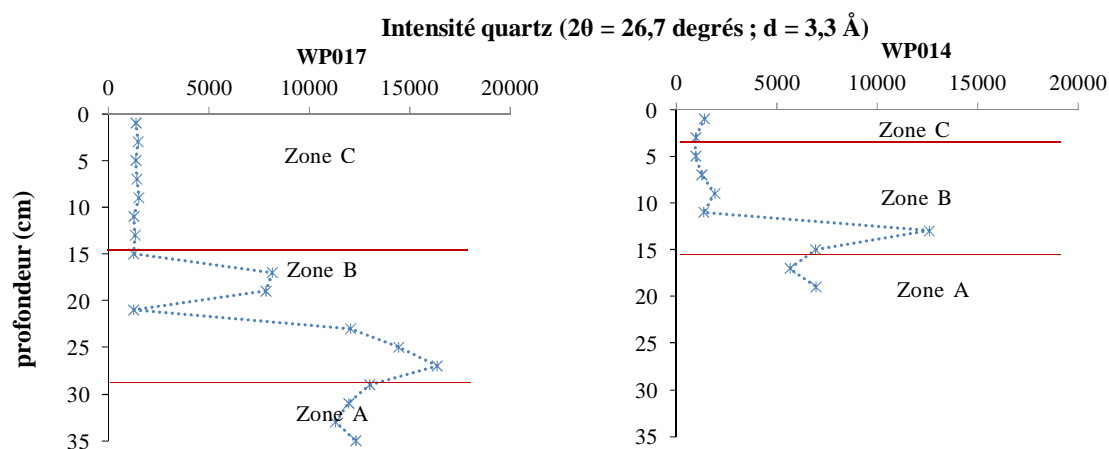 Intensité quartz (2θ = 26,7 degrés ; d = 3,3 Å)
WP017
0 5000 10000 15000 20000
0
5
10
15
20
25
30
35
profondeur (cm)
Zone C
Zone B
Zone A
WP014
0 5000 10000 15000 20000
0
5
10
15
20
25
30
35
Zone C
Zone B
Zone A